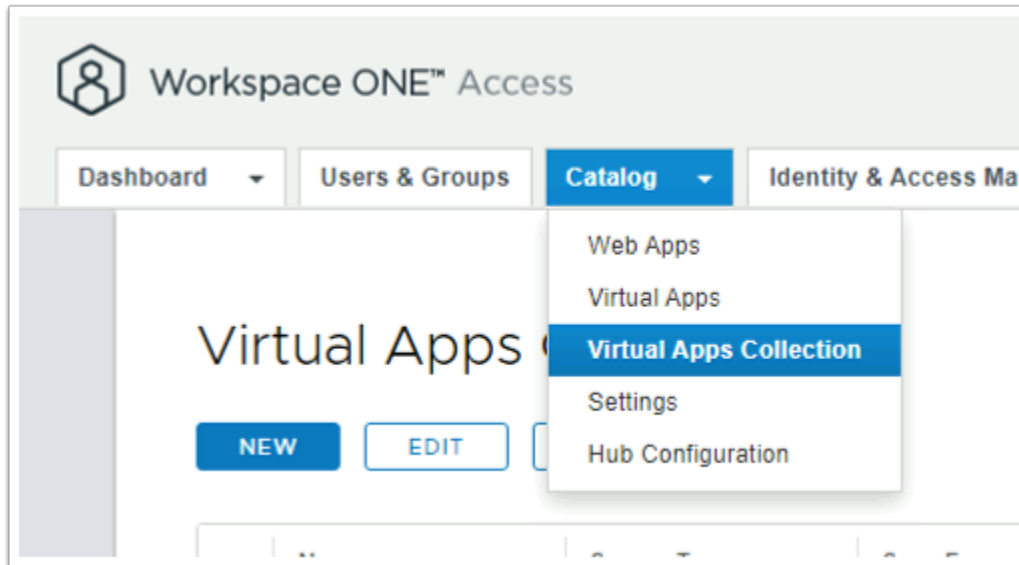 Workspace ONE™ Access
Dashboard Users & Groups Catalog Identity & Access Ma
Web Apps
Virtual Apps
Virtual Apps Collection
Settings
Hub Configuration
Virtual Apps
NEW EDIT